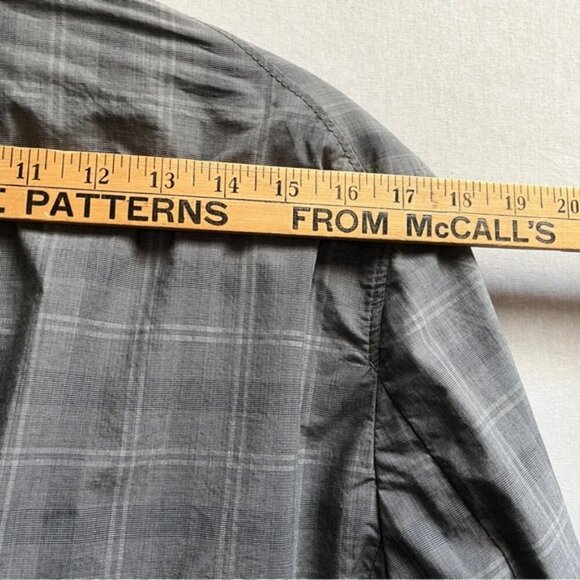 11 12 13 14 15 16 17 18 19 20
PATTERNS FROM McCALL'S